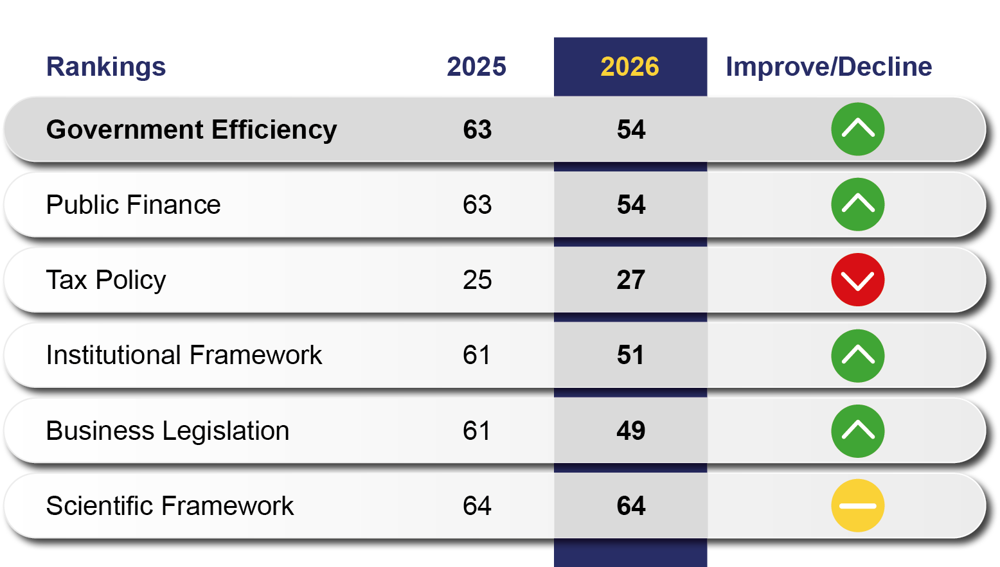 Rankings 2025 2026 Improve/Decline
Government Efficiency 63 54
Public Finance 63 54
Tax Policy 25 27
Institutional Framework 61 51
Business Legislation 61 49
Scientific Framework 64 64